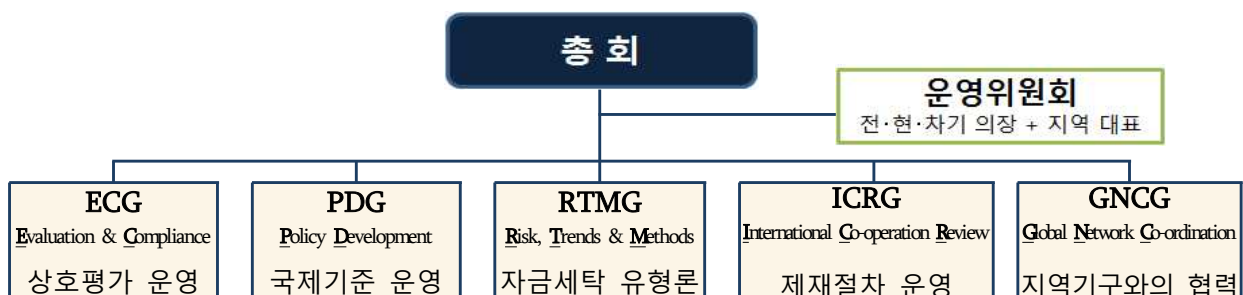 총 회
운영위원회
전·현·차기 의장 + 지역 대표
ECG
Evaluation & Compliance
상호평가 운영
PDG
Policy Development
국제기준 운영
RTMG
Risk, Trends & Methods
자금세탁 유형론
ICRG
International Co-operation Review
제재절차 운영
GNCG
Global Network Co-ordination
지역기구와의 협력